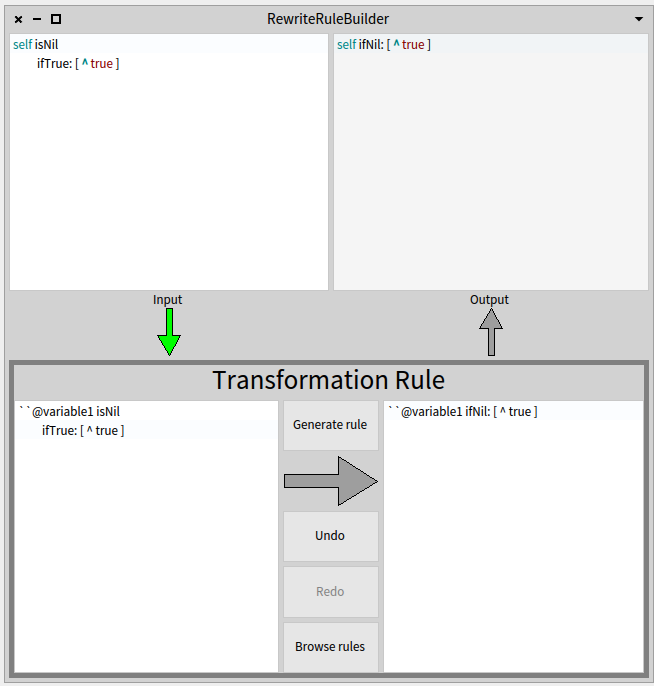 RewriteRuleBuilder
self isNil
ifTrue: [ ^ true ]
self ifNil: [ ^ true ]
Input
Output
Transformation Rule
``@variable1 isNil
ifTrue: [ ^ true ]
Generate rule
``@variable1 ifNil: [ ^ true ]
Undo
Redo
Browse rules